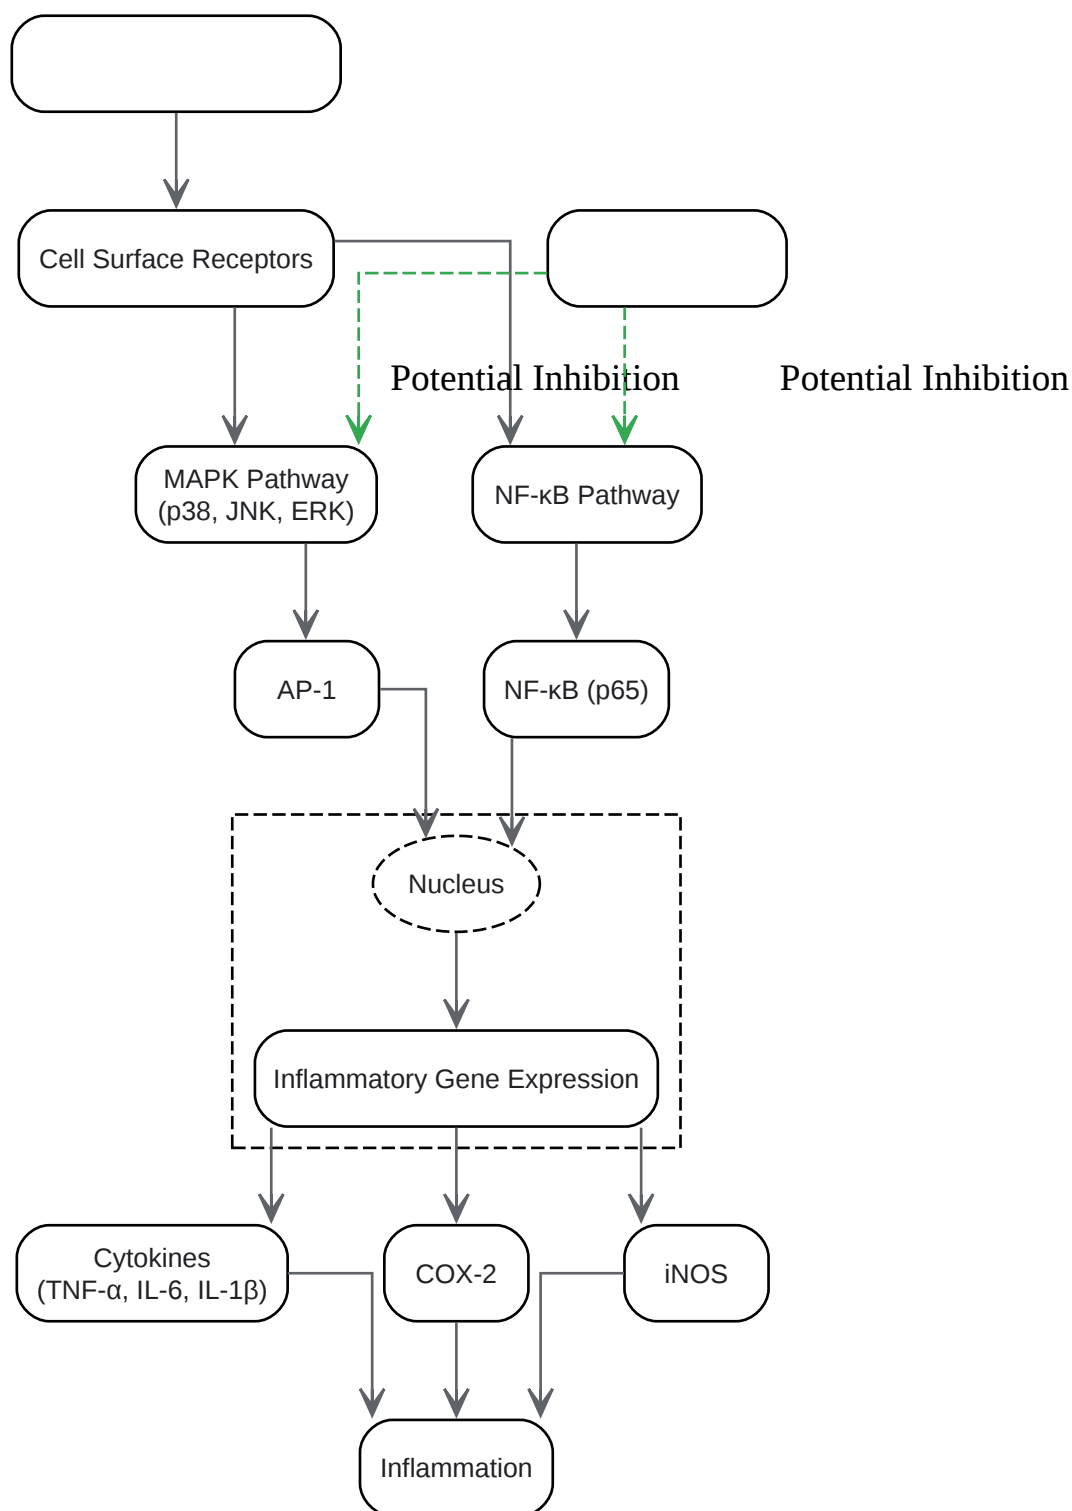 Cell Surface Receptors
Potential Inhibition
Potential Inhibition
MAPK Pathway
(p38, JNK, ERK)
NF-κB Pathway
AP-1
NF-κB (p65)
Nucleus
Inflammatory Gene Expression
Cytokines
(TNF-α, IL-6, IL-1β)
COX-2
iNOS
Inflammation